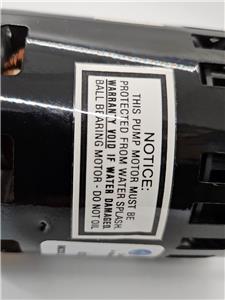 NOTICE:
THIS PUMP MOTOR MUST BE
PROTECTED FROM WATER SPLASH.
WARRANTY VOID IF WATER DAMAGED.
BALL BEARING MOTOR - DO NOT OIL